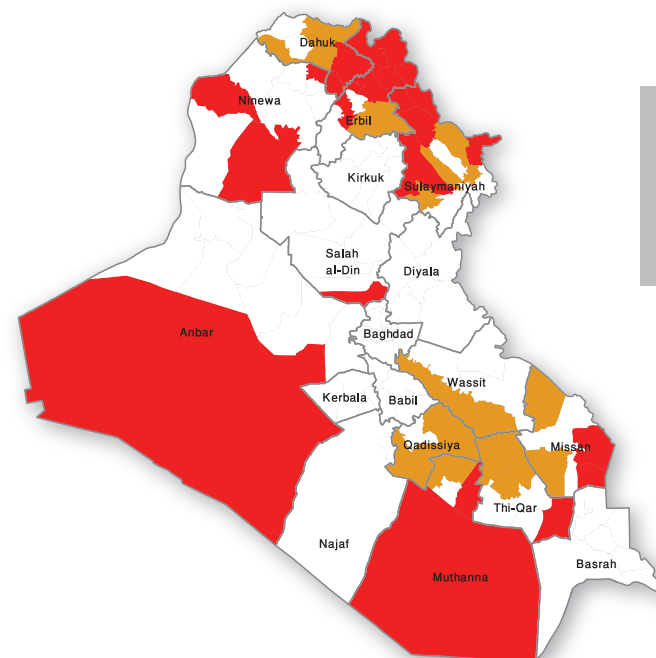 Dahuk
Ninewa
Erbil
Kirkuk
Sulaymaniyah
Salah
al-Din
Diyala
Anbar
Baghdad
Wassit
Kerbala
Babil
Qadissiya
Missan
Thi-Qar
Najaf
Basrah
Muthanna